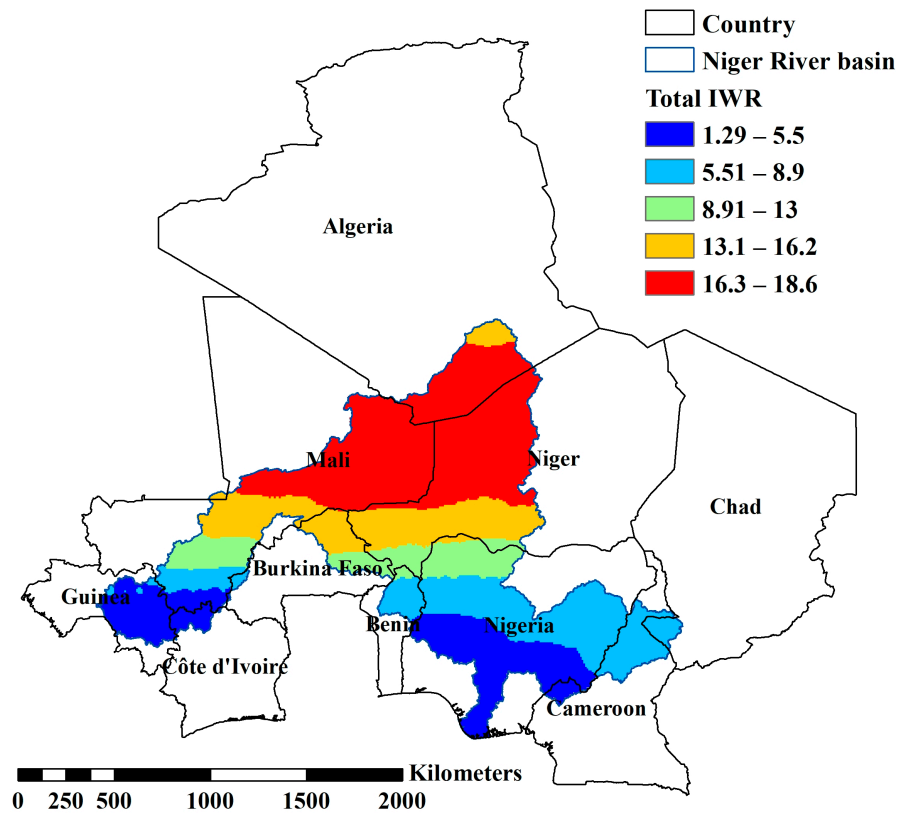 Country
Niger River basin
Total IWR
1.29 – 5.5
5.51 – 8.9
8.91 – 13
13.1 – 16.2
16.3 – 18.6
Algeria
Mali
Niger
Chad
Burkina Faso
Guinea
Benin
Nigeria
Côte d'Ivoire
Cameroon
Kilometers
0 250 500 1000 1500 2000